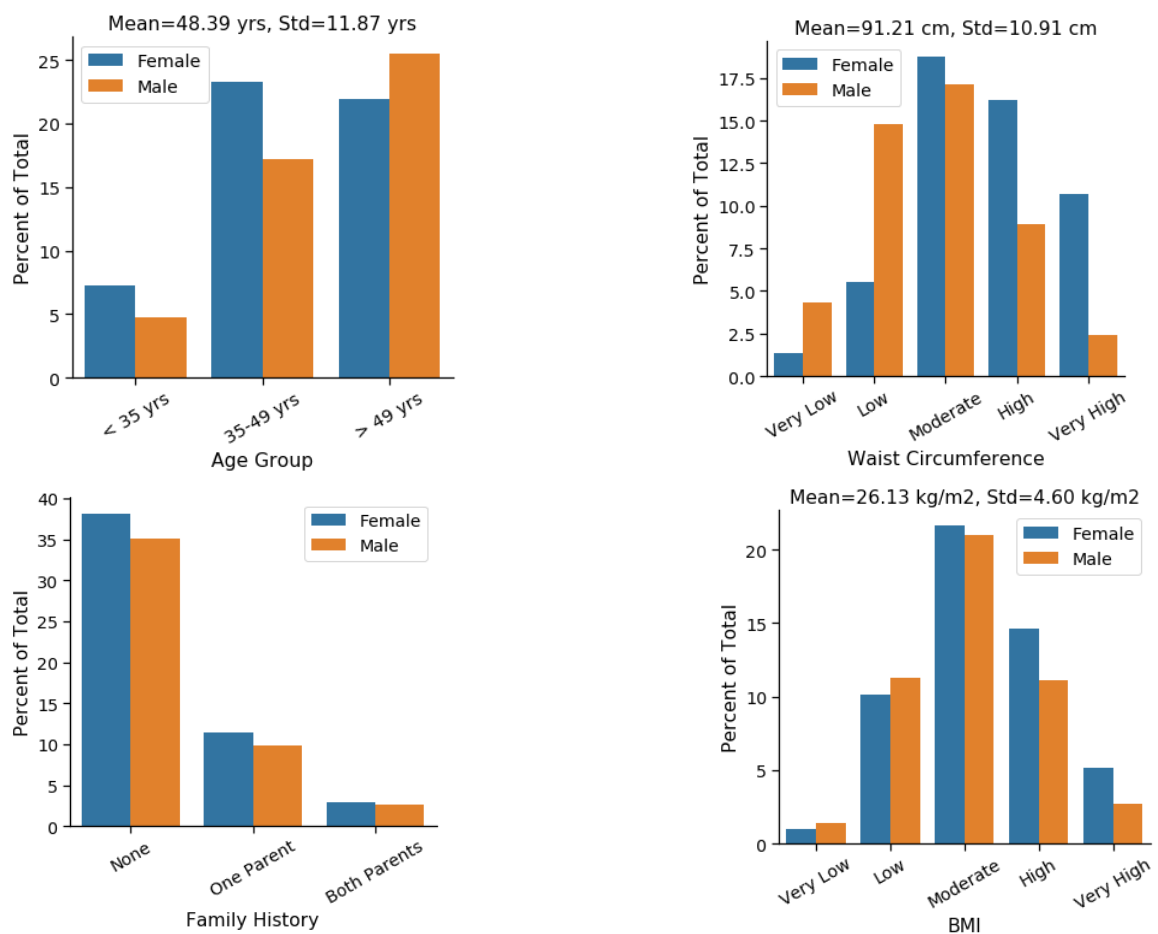 Mean=48.39 yrs, Std=11.87 yrs
Female
Male
Percent of Total
25
20
15
10
5
0
< 35 yrs
35-49 yrs
> 49 yrs
Age Group
Mean=91.21 cm, Std=10.91 cm
Female
Male
Percent of Total
17.5
15.0
12.5
10.0
7.5
5.0
2.5
0.0
Very Low
Low
Moderate
High
Very High
Waist Circumference
Female
Male
Percent of Total
40
35
30
25
20
15
10
5
0
None
One Parent
Both Parents
Family History
Mean=26.13 kg/m2, Std=4.60 kg/m2
Female
Male
Percent of Total
20
15
10
5
0
Very Low
Low
Moderate
High
Very High
BMI